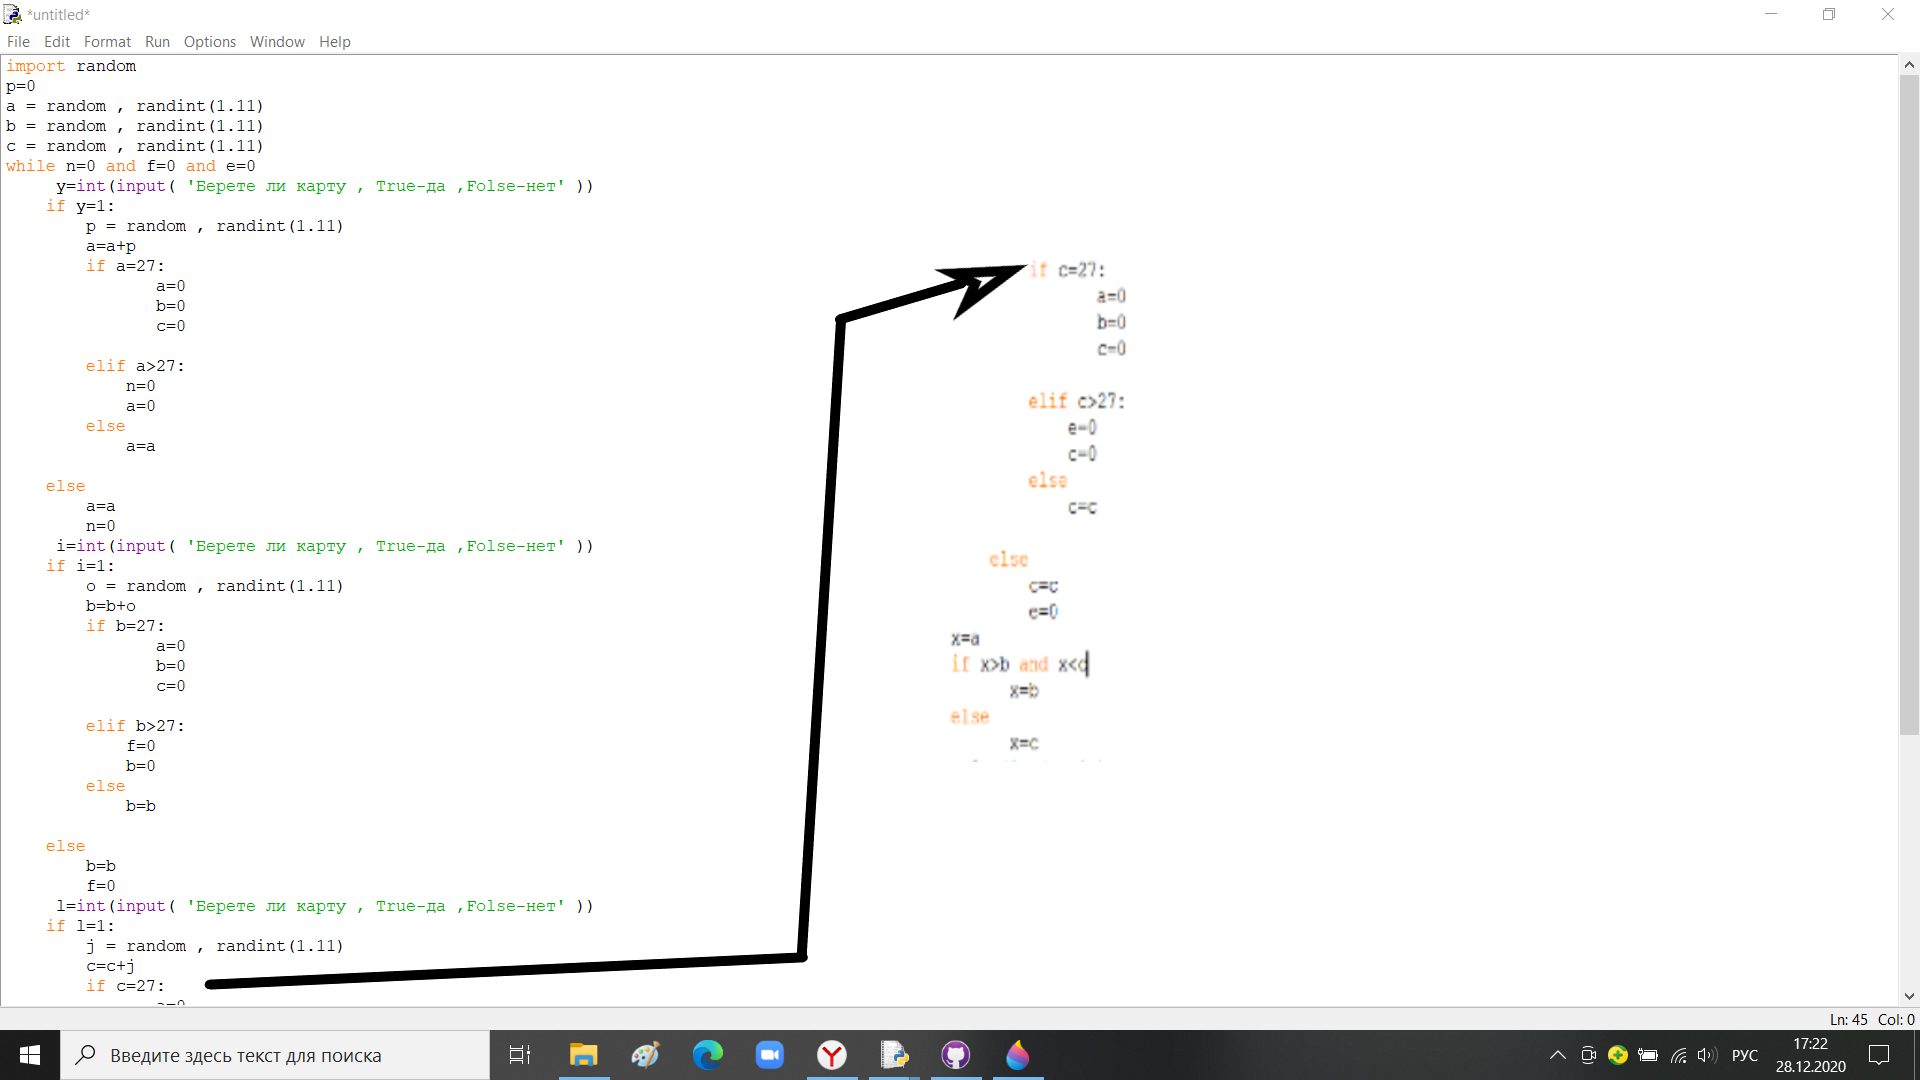 *untitled*
File Edit Format Run Options Window Help
import random
p=0
a = random , randint(1.11)
b = random , randint(1.11)
c = random , randint(1.11)
while n=0 and f=0 and e=0
y=int(input( 'Берете ли карту , True-да ,Folse-нет' ))
if y=1:
p = random , randint(1.11)
a=a+p
if a=27:
a=0
b=0
c=0
elif a>27:
n=0
a=0
else
a=a
else
a=a
n=0
i=int(input( 'Берете ли карту , True-да ,Folse-нет' ))
if i=1:
o = random , randint(1.11)
b=b+o
if b=27:
a=0
b=0
c=0
elif b>27:
f=0
b=0
else
b=b
else
b=b
f=0
l=int(input( 'Берете ли карту , True-да ,Folse-нет' ))
if l=1:
j = random , randint(1.11)
c=c+j
if c=27:
if c=27:
a=0
b=0
c=0
elif c>27:
e=0
c=0
else
c=c
else
c=c
e=0
x=a
if x>b and x<c
x=b
else
x=c
Ln: 45 Col: 0
Введите здесь текст для поиска
РУС
17:22
28.12.2020